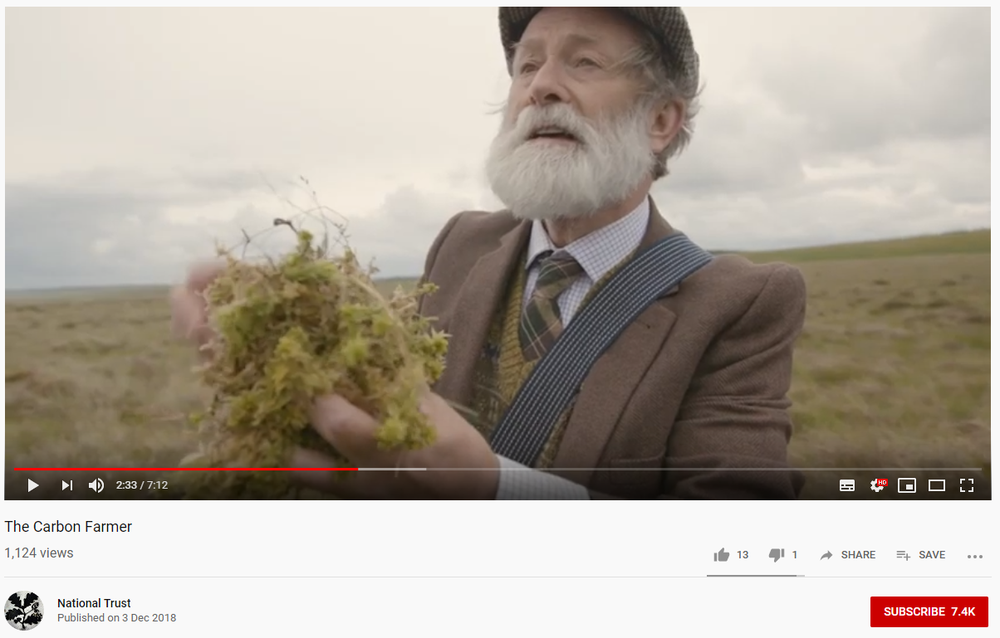 HD
2:33 / 7:12
The Carbon Farmer
1,124 views
13 1 SHARE SAVE
National Trust
Published on 3 Dec 2018
SUBSCRIBE 7.4K